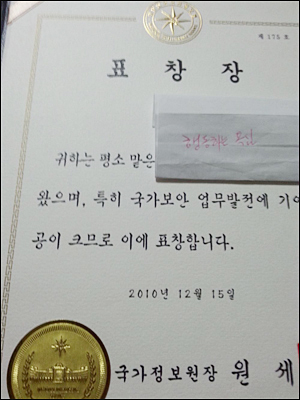 제 175 호
표 창 장
귀하는 평소 맡은
왔으며, 특히 국가보안 업무발전에 기여
공이 크므로 이에 표창합니다.
2010년 12월 15일
국가정보원장 원 세